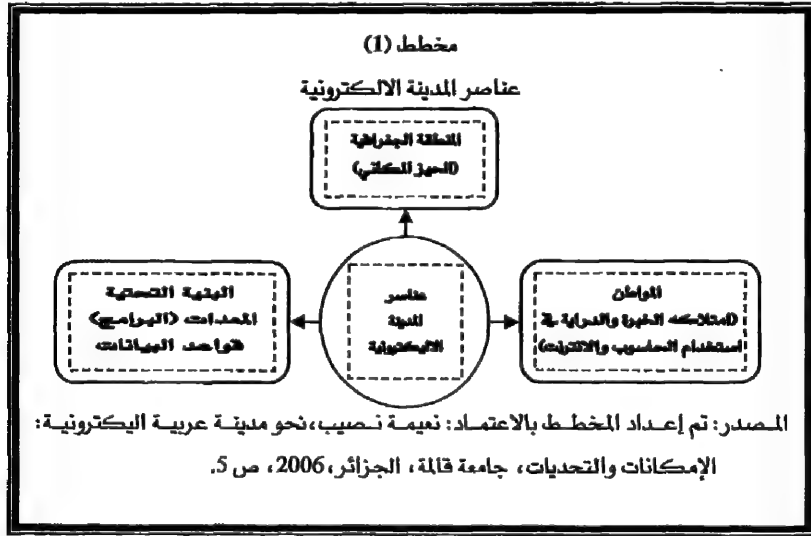 مخطط (1)
عناصر المدينة الالكترونية
المنطقة الجغرافية
(الحيز المكاني)
المواطن
(امتلاكه الخبرة والدراية في
استخدام الحاسوب والانترنت)
عناصر
المدينة
الاليكترونية
البنية التحتية
المعدات (البرامج)
قواعد البيانات
المصدر: تم إعداد المخطط بالاعتماد: نعيمة نصيب، نحو مدينة عربية اليكترونية:
الإمكانات والتحديات، جامعة قالمة، الجزائر، 2006، ص 5.